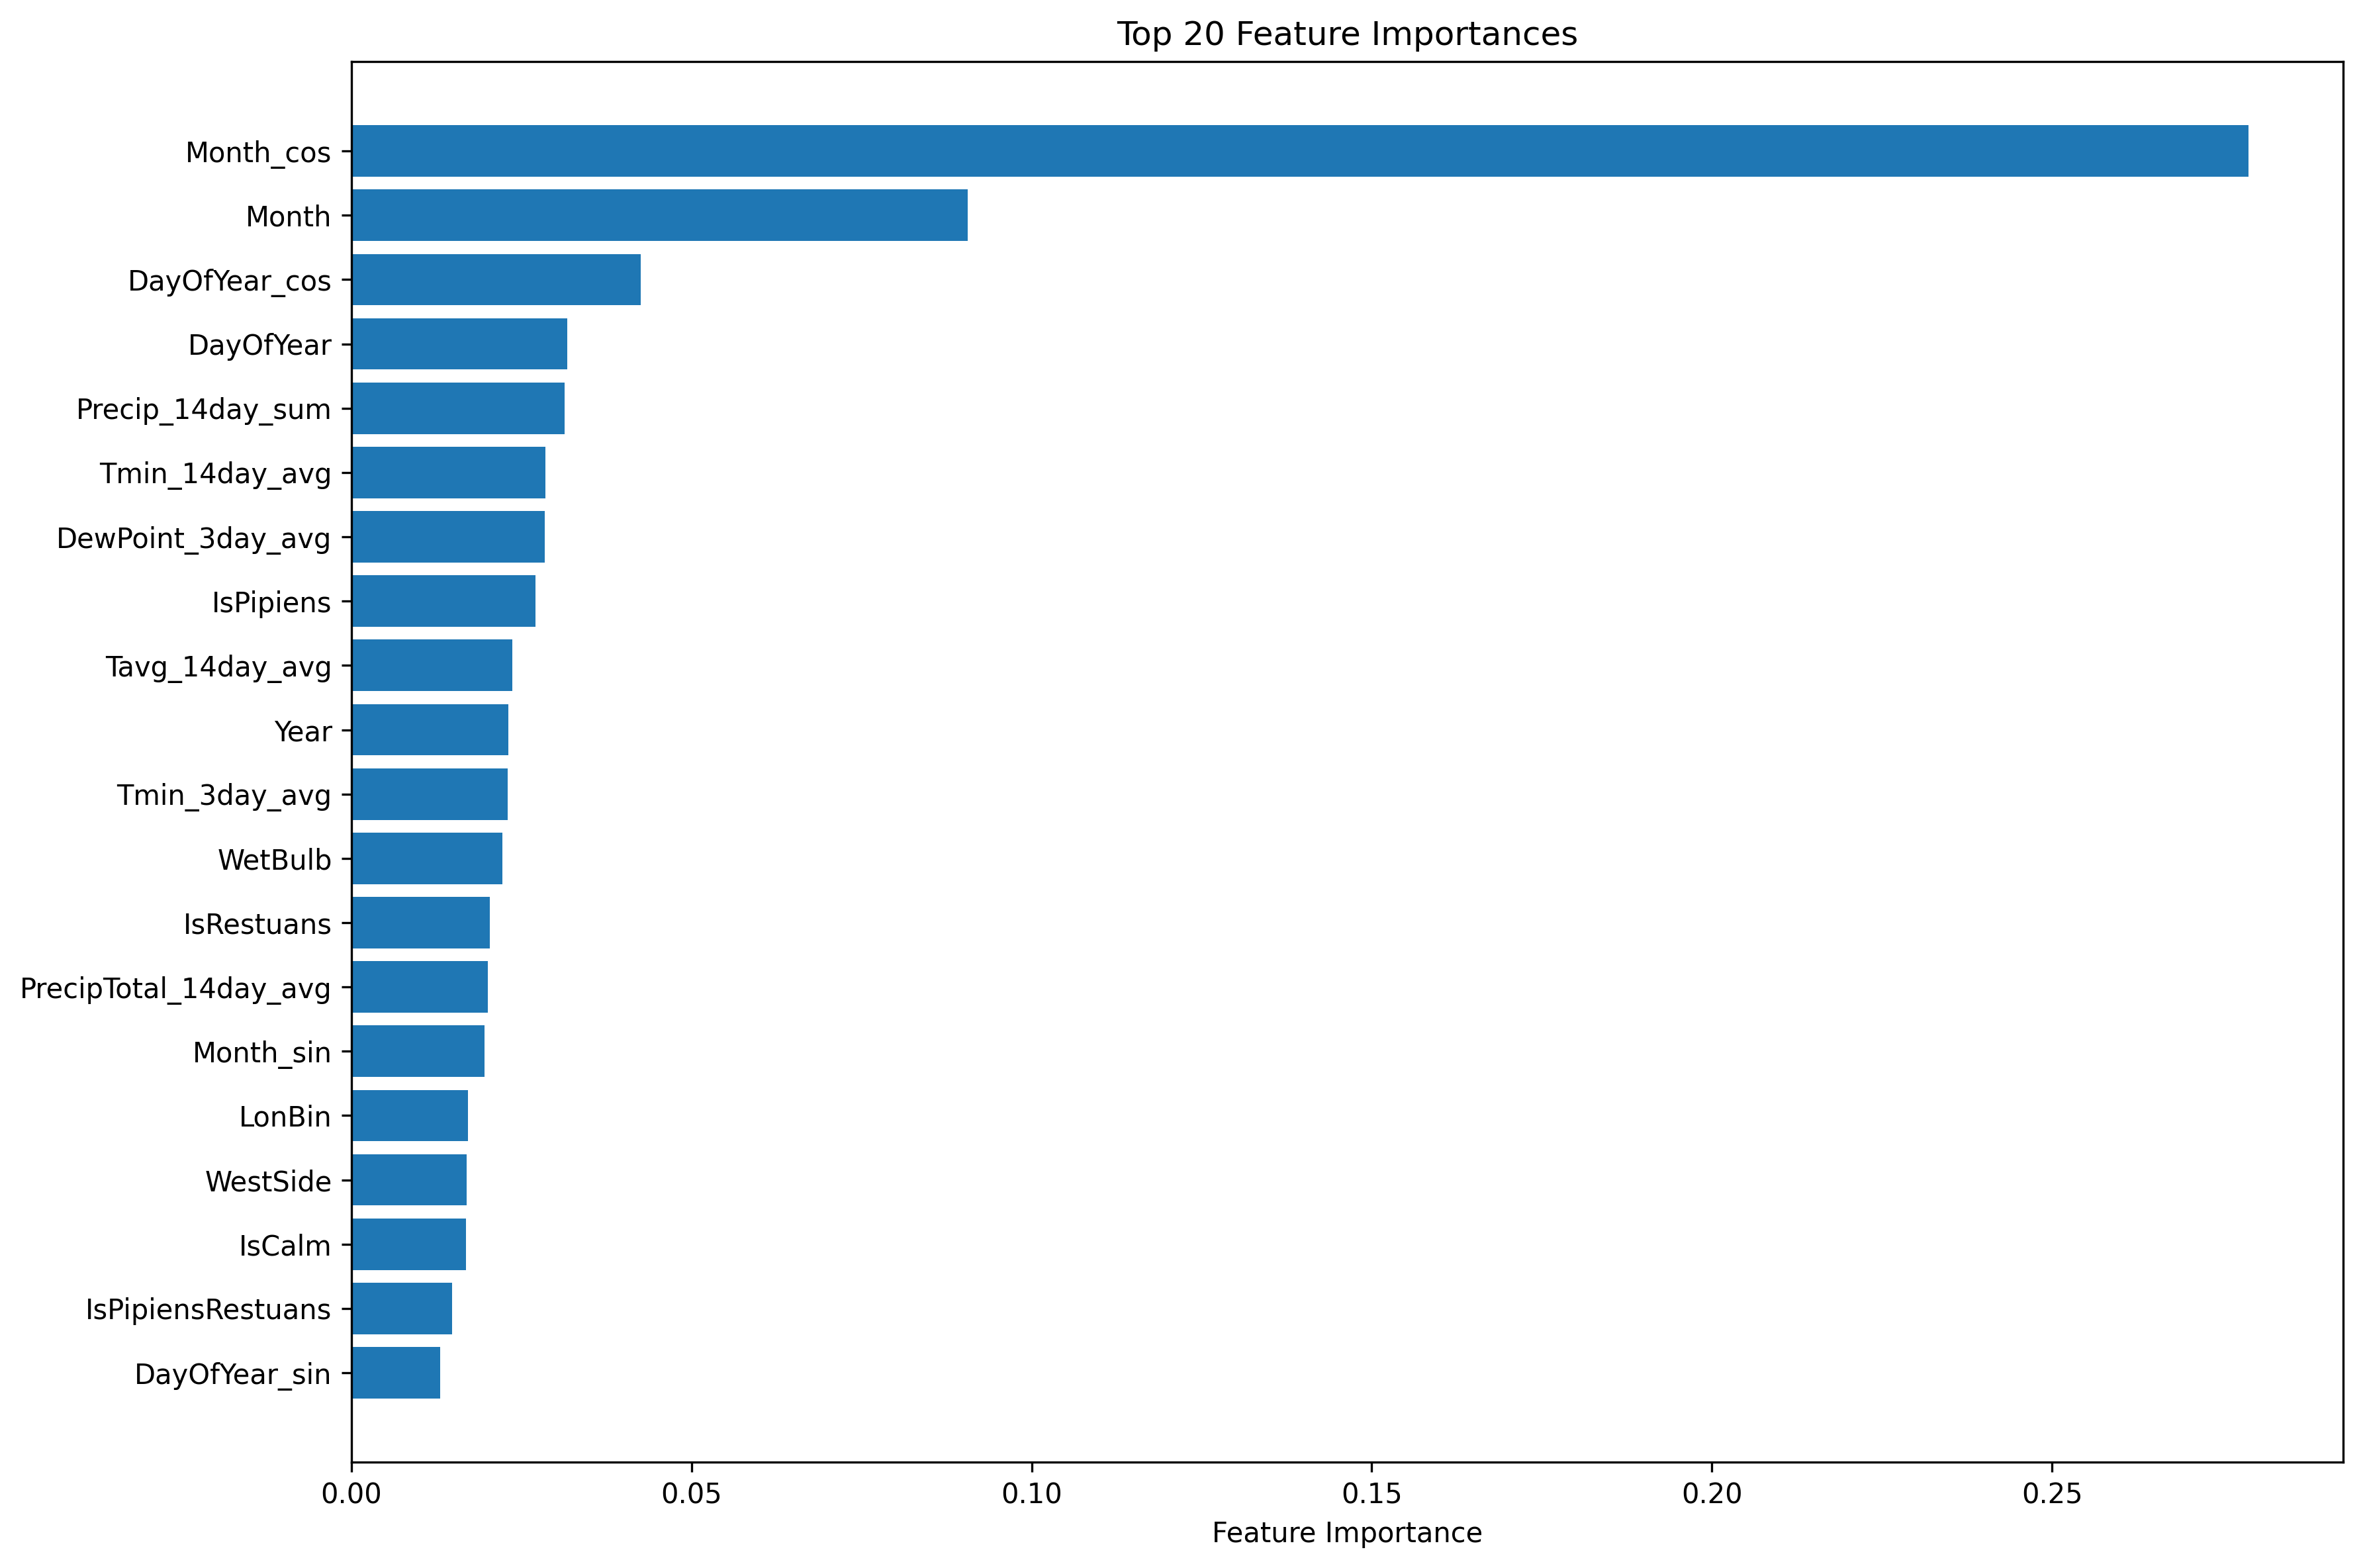 Top 20 Feature Importances
Month_cos
Month
DayOfYear_cos
DayOfYear
Precip_14day_sum
Tmin_14day_avg
DewPoint_3day_avg
IsPipiens
Tavg_14day_avg
Year
Tmin_3day_avg
WetBulb
IsRestuans
PrecipTotal_14day_avg
Month_sin
LonBin
WestSide
IsCalm
IsPipiensRestuans
DayOfYear_sin
0.00 0.05 0.10 0.15 0.20 0.25
Feature Importance